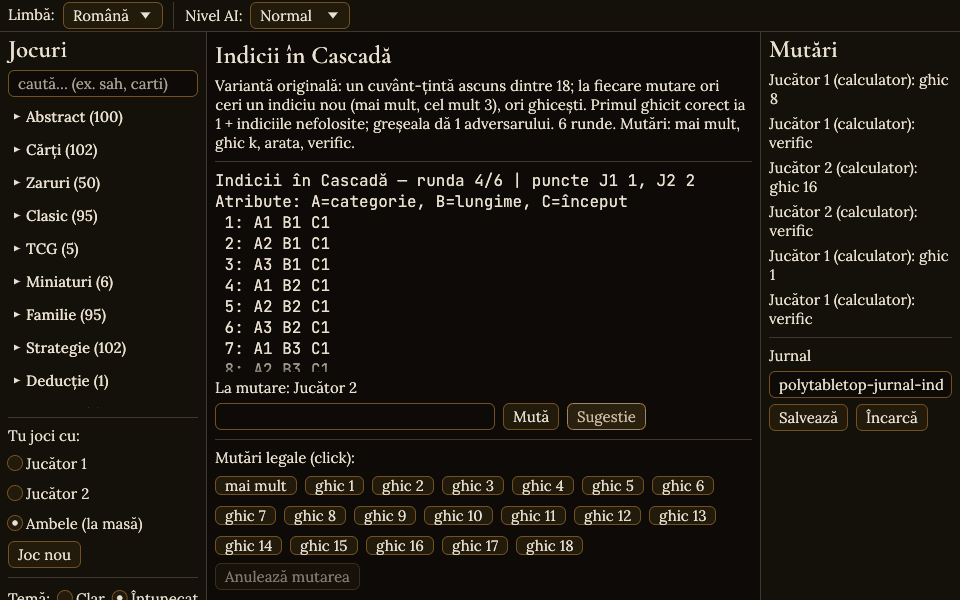 Limbă: Română Nivel AI: Normal
Jocuri
caută... (ex. sah, carti)
Abstract (100)
Cărți (102)
Zaruri (50)
Clasic (95)
TCG (5)
Miniaturi (6)
Familie (95)
Strategie (102)
Deducție (1)
Tu joci cu:
Jucător 1
Jucător 2
Ambele (la masă)
Joc nou
Temă: Clar Întunecat
Indicii în Cascadă
Variantă originală: un cuvânt-țintă ascuns dintre 18; la fiecare mutare ori
ceri un indiciu nou (mai mult, cel mult 3), ori ghicești. Primul ghicit corect ia
1 + indiciile nefolosite; greșeala dă 1 adversarului. 6 runde. Mutări: mai mult,
ghic k, arata, verific.
Indicii în Cascadă — runda 4/6 | puncte J1 1, J2 2
Atribute: A=categorie, B=lungime, C=început
1: A1 B1 C1
2: A2 B1 C1
3: A3 B1 C1
4: A1 B2 C1
5: A2 B2 C1
6: A3 B2 C1
7: A1 B3 C1
8: A2 B3 C1
La mutare: Jucător 2
Mută Sugestie
Mutări legale (click):
mai mult ghic 1 ghic 2 ghic 3 ghic 4 ghic 5 ghic 6
ghic 7 ghic 8 ghic 9 ghic 10 ghic 11 ghic 12 ghic 13
ghic 14 ghic 15 ghic 16 ghic 17 ghic 18
Anulează mutarea
Mutări
Jucător 1 (calculator): ghic
8
Jucător 1 (calculator):
verific
Jucător 2 (calculator):
ghic 16
Jucător 2 (calculator):
verific
Jucător 1 (calculator): ghic
1
Jucător 1 (calculator):
verific
Jurnal
polytabletop-jurnal-ind
Salvează Încarcă